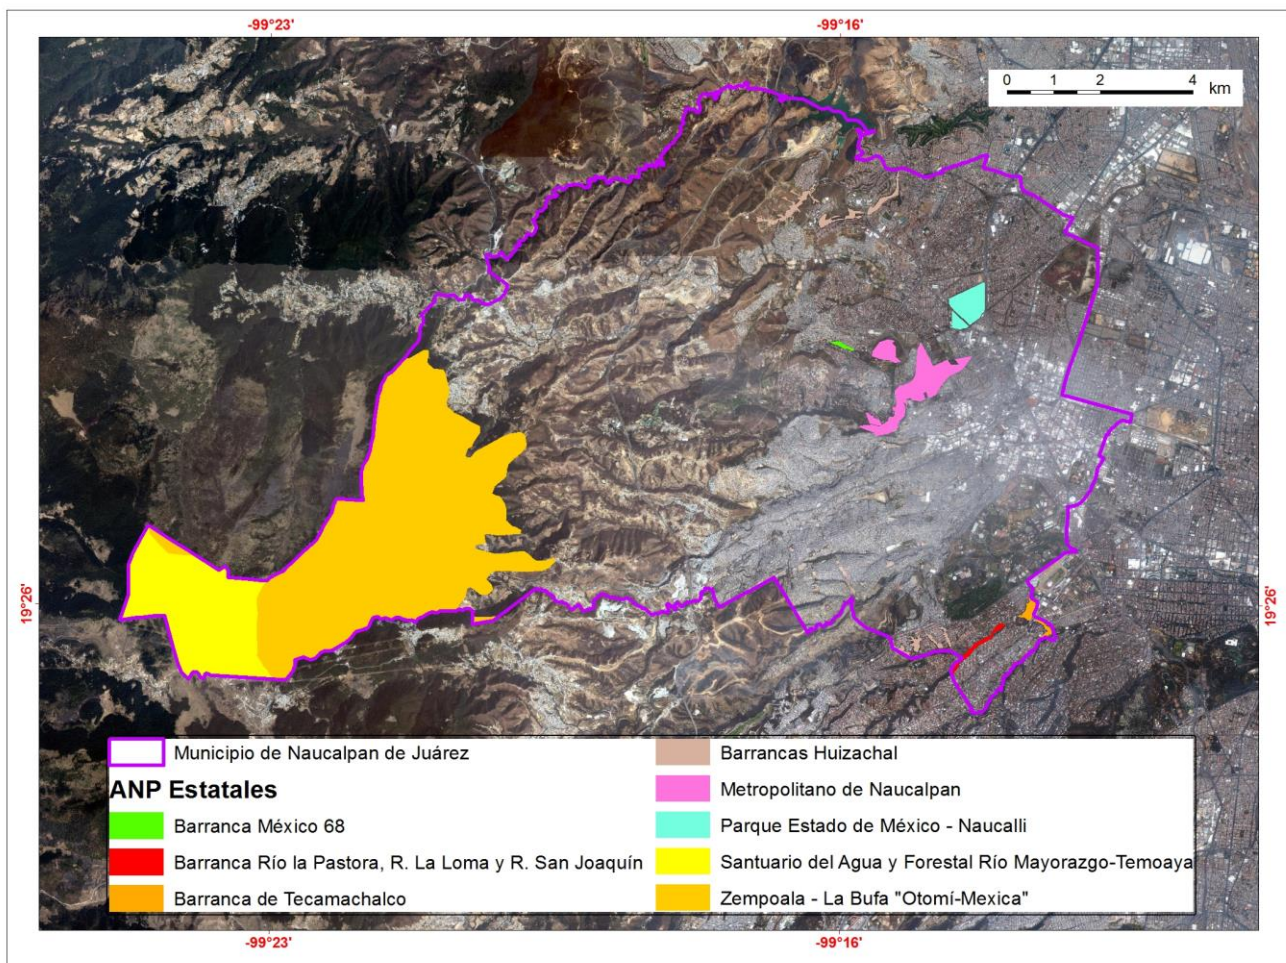 -99°23'
-99°16'
0 1 2 4
km
19°26'
19°26'
Municipio de Naucalpan de Juárez
ANP Estatales
Barranca México 68
Barranca Río la Pastora, R. La Loma y R. San Joaquín
Barranca de Tecamachalco
Barrancas Huizachal
Metropolitano de Naucalpan
Parque Estado de México - Naucalli
Santuario del Agua y Forestal Río Mayorazgo-Temoaya
Zempoala - La Bufa "Otomí-Mexica"
-99°23'
-99°16'